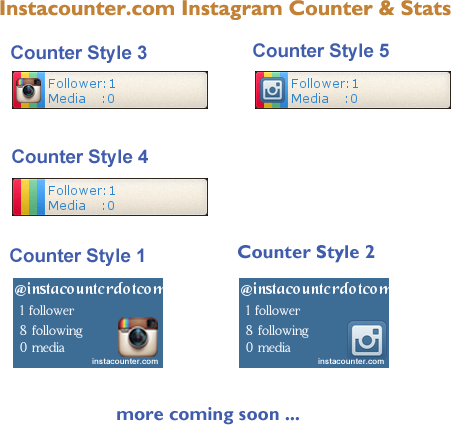 Instacounter.com Instagram Counter & Stats
Counter Style 3
Follower:1
Media :0
Counter Style 5
Follower:1
Media :0
Counter Style 4
Follower:1
Media :0
Counter Style 1
@instacounterdotcom
1 follower
8 following
0 media
instacounter.com
Counter Style 2
@instacounterdotcom
1 follower
8 following
0 media
instacounter.com
more coming soon ...